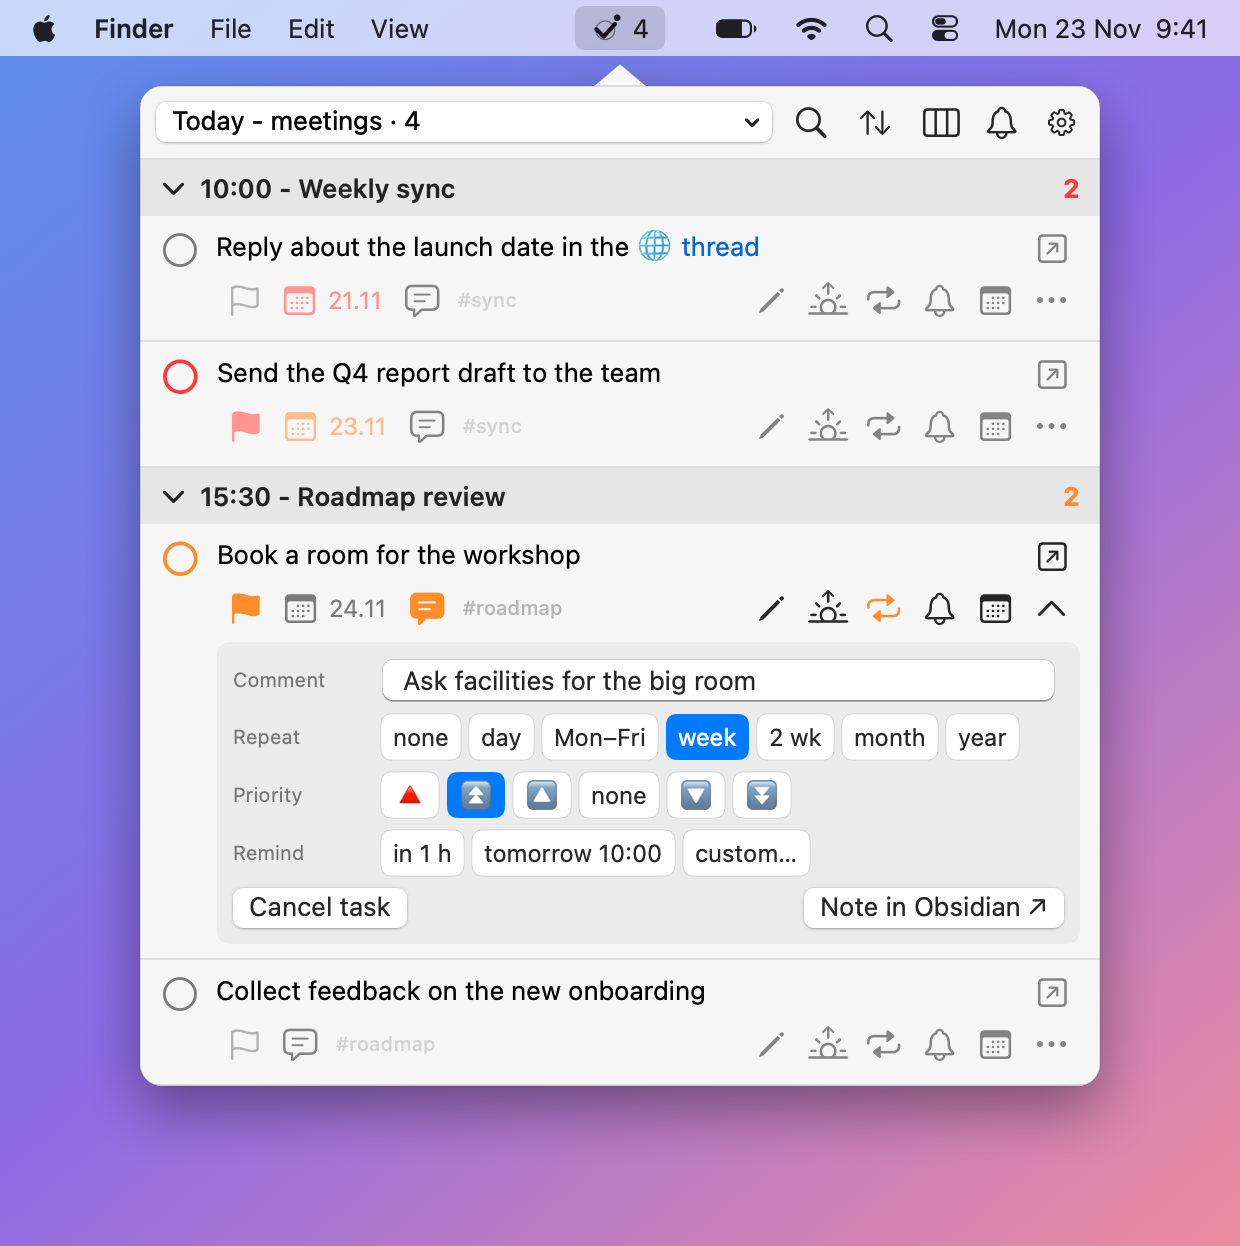 Finder File Edit View 4 Mon 23 Nov 9:41
Today - meetings · 4
10:00 - Weekly sync 2
Reply about the launch date in the 🌐 thread
21.11 #sync
Send the Q4 report draft to the team
23.11 #sync
15:30 - Roadmap review 2
Book a room for the workshop
24.11 #roadmap
Comment Ask facilities for the big room
Repeat none day Mon–Fri week 2 wk month year
Priority none
Remind in 1 h tomorrow 10:00 custom...
Cancel task Note in Obsidian ↗
Collect feedback on the new onboarding
#roadmap